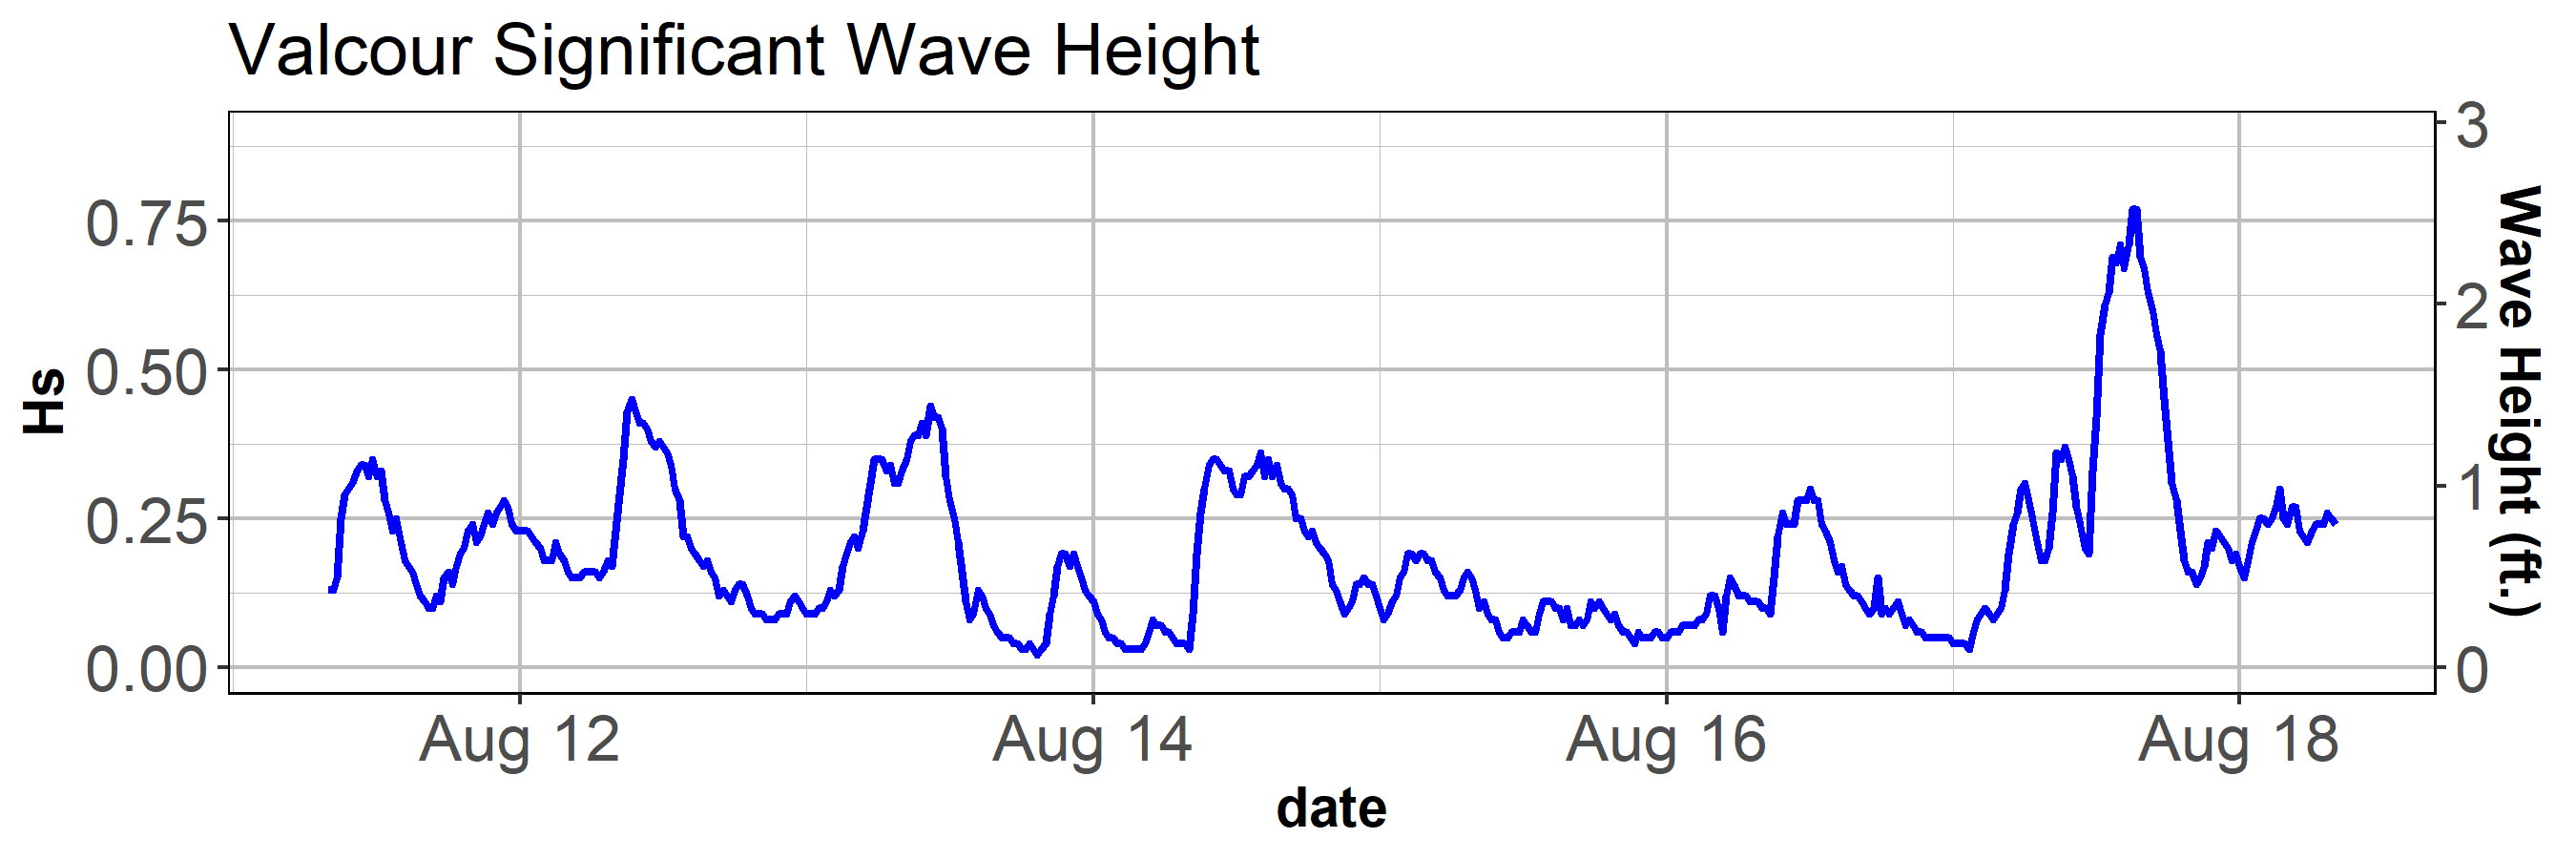 Valcour Significant Wave Height
Hs
0.75
0.50
0.25
0.00
3
2
1
0
Wave Height (ft.)
Aug 12
Aug 14
Aug 16
Aug 18
date